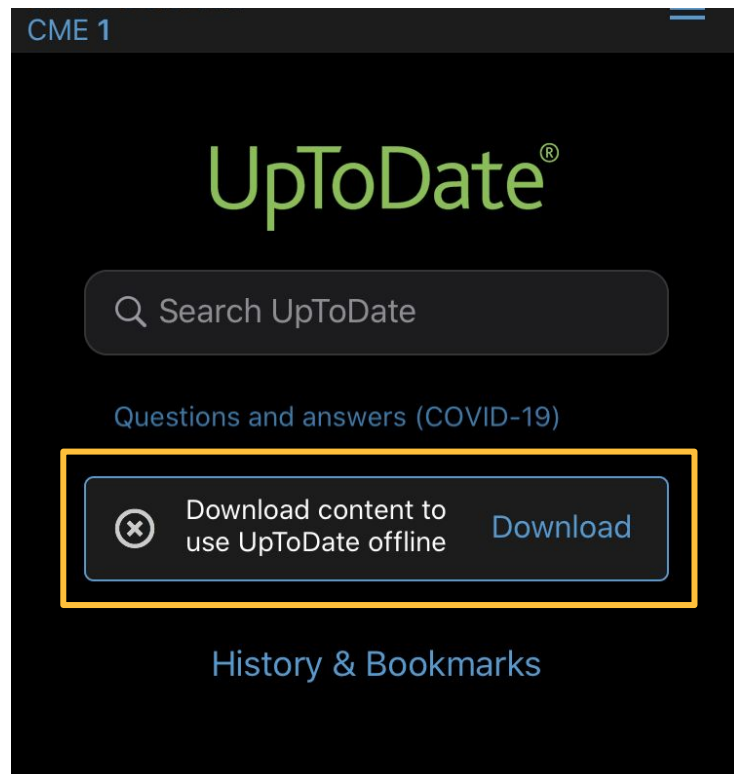 CME 1
UpToDate®
Search UpToDate
Questions and answers (COVID-19)
Download content to
use UpToDate offline
Download
History & Bookmarks